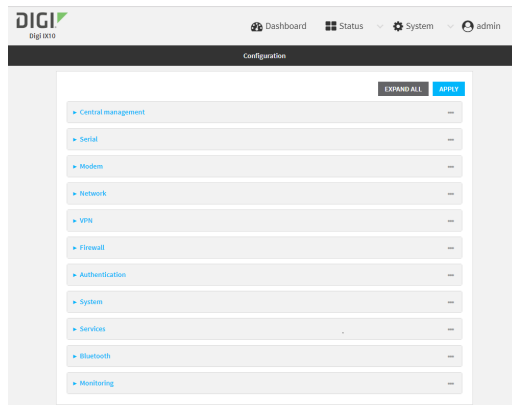 DIGI
Digi IX10
Dashboard Status System admin
Configuration
EXPAND ALL APPLY
Central management
Serial
Modem
Network
VPN
Firewall
Authentication
System
Services
Bluetooth
Monitoring